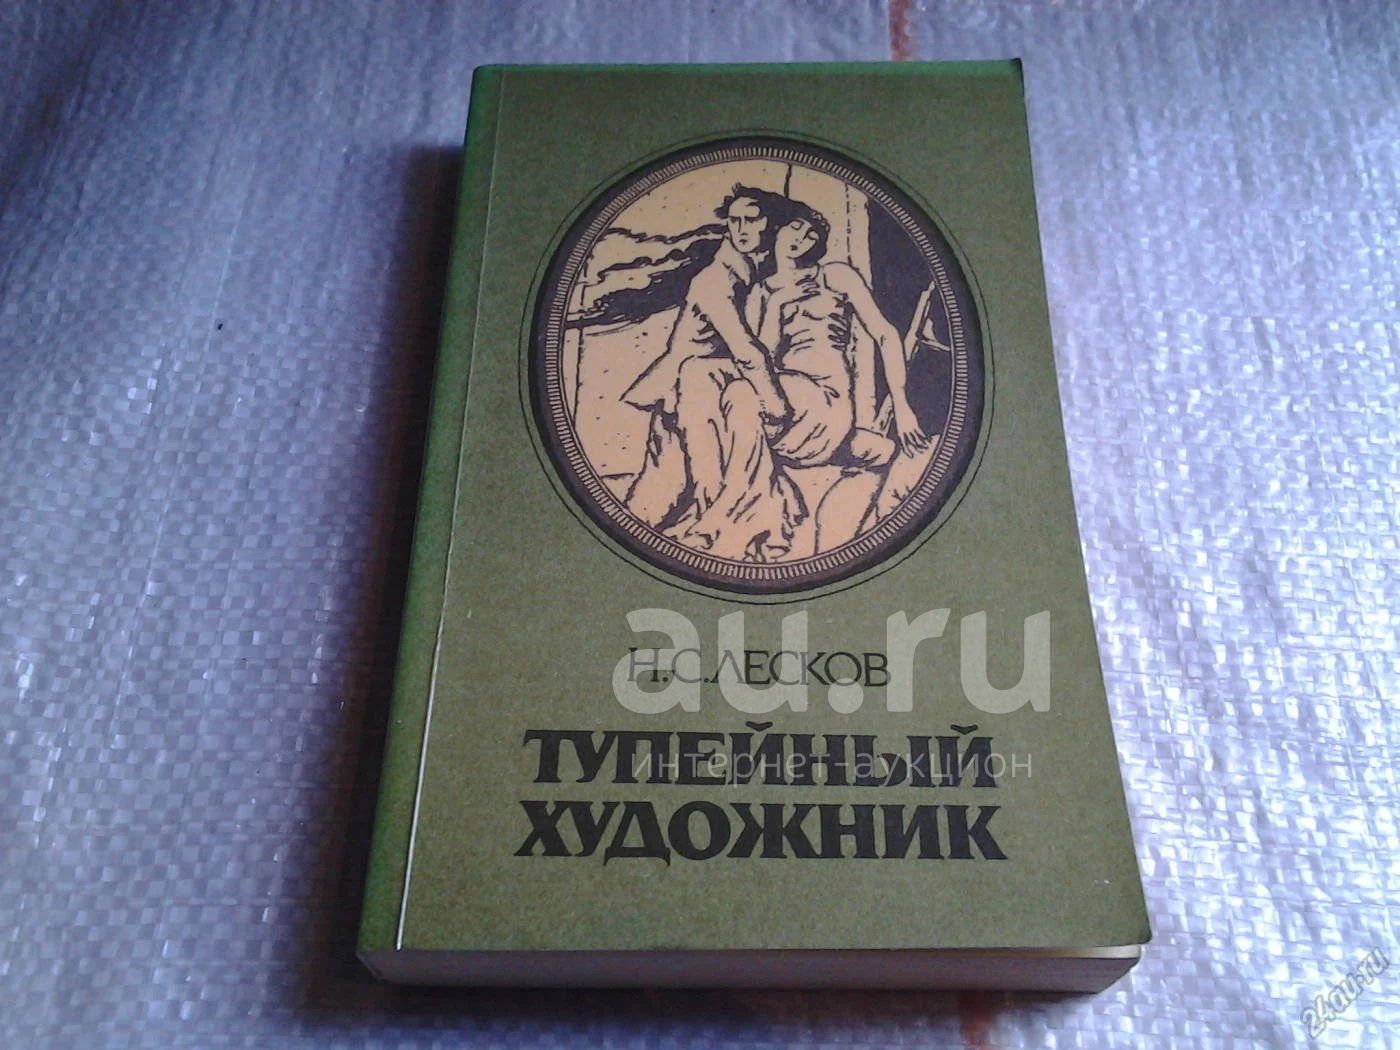 au.ru
Н.С.ЛЕСКОВ
ТУПЕЙНЫЙ
интернет-аукцион
ХУДОЖНИК
24au.ru